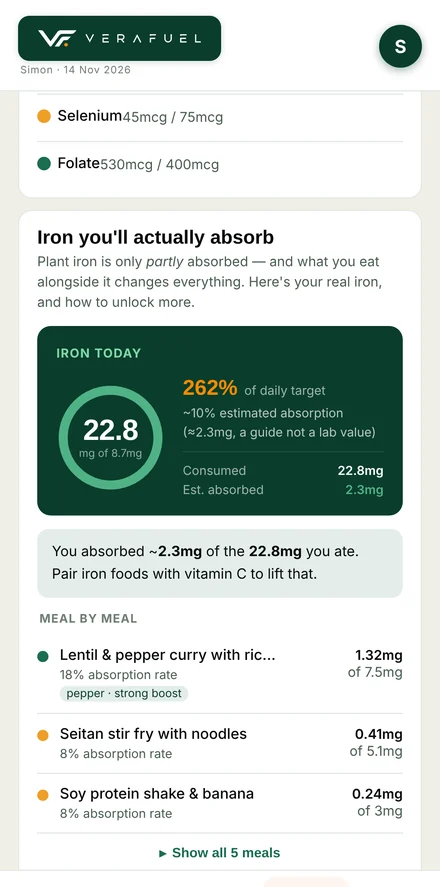 VERAFUEL
Simon · 14 Nov 2026
S
Selenium45mcg / 75mcg
Folate530mcg / 400mcg
Iron you'll actually absorb
Plant iron is only partly absorbed — and what you eat
alongside it changes everything. Here's your real iron,
and how to unlock more.
IRON TODAY
22.8
mg of 8.7mg
262% of daily target
~10% estimated absorption
(≈2.3mg, a guide not a lab value)
Consumed 22.8mg
Est. absorbed 2.3mg
You absorbed ~2.3mg of the 22.8mg you ate.
Pair iron foods with vitamin C to lift that.
MEAL BY MEAL
Lentil & pepper curry with ric... 1.32mg
18% absorption rate of 7.5mg
pepper · strong boost
Seitan stir fry with noodles 0.41mg
8% absorption rate of 5.1mg
Soy protein shake & banana 0.24mg
8% absorption rate of 3mg
▸ Show all 5 meals